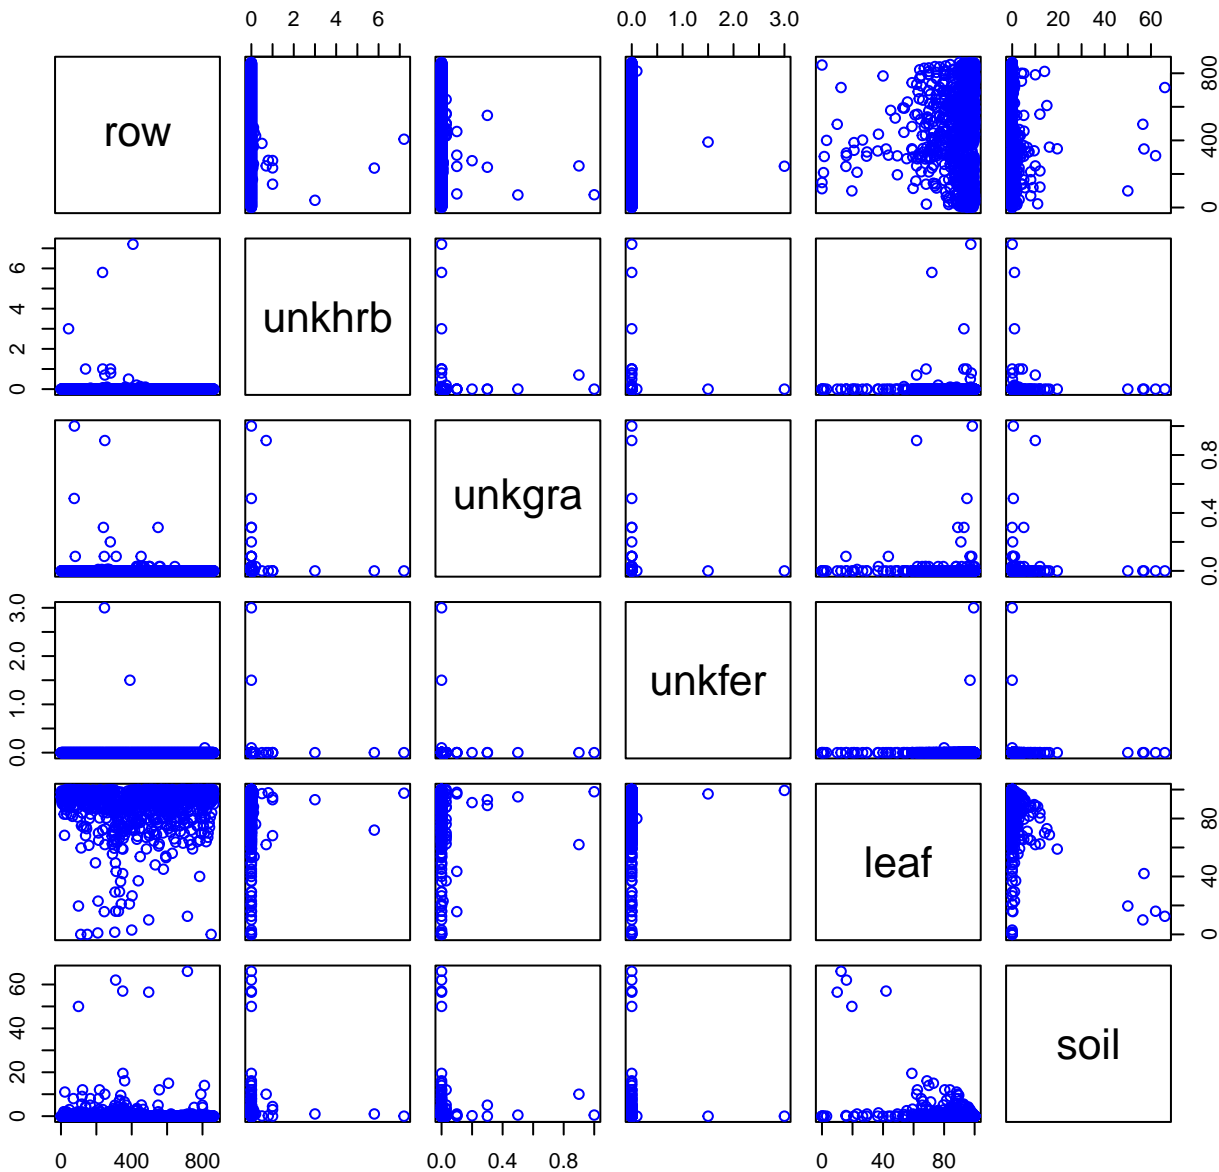 0 2 4 6 0.0 1.0 2.0 3.0 0 20 40 60
row 0 400 800
0 2 4 6 unkhrb
unkgra 0.0 0.4 0.8
0.0 1.0 2.0 3.0 unkfer
leaf 0 40 80
0 20 40 60 soil
0 400 800 0.0 0.4 0.8 0 40 80